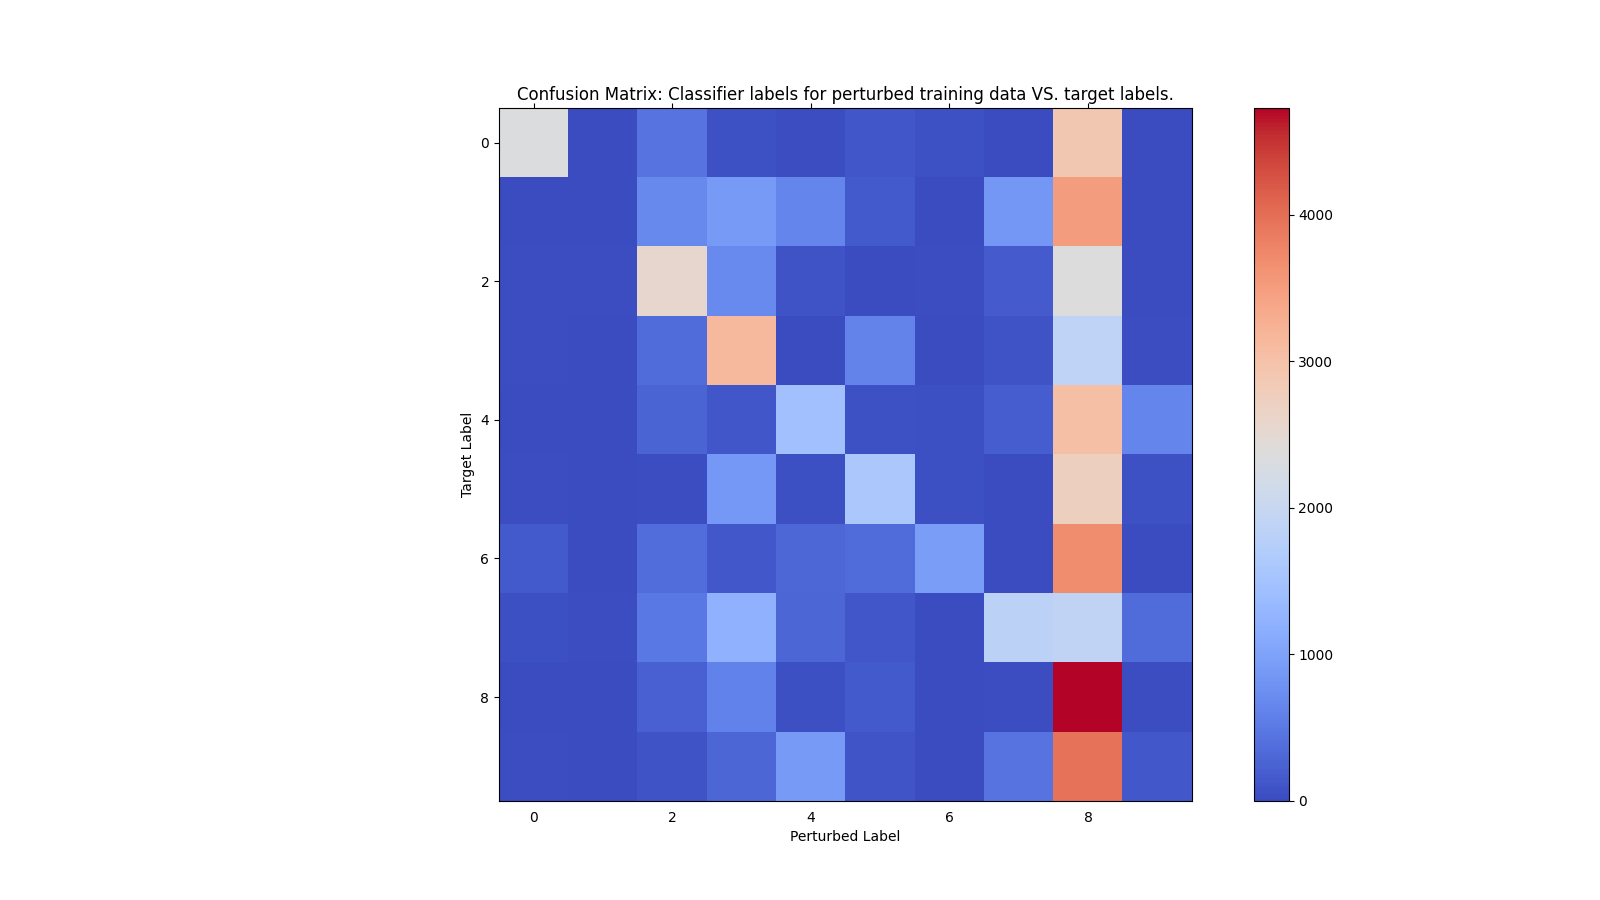 Confusion Matrix: Classifier labels for perturbed training data VS. target labels.
0
2
4
6
8
Target Label
0 2 4 6 8
Perturbed Label
4000
3000
2000
1000
0